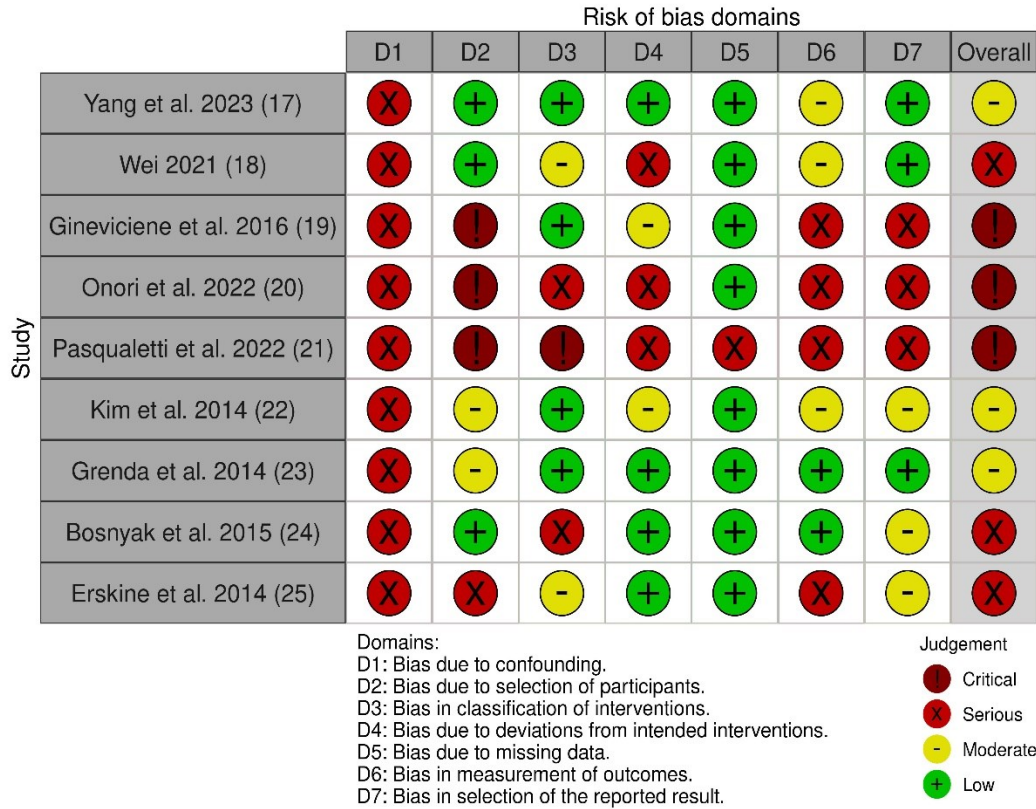 Risk of bias domains
D1 D2 D3 D4 D5 D6 D7 Overall
Study
Yang et al. 2023 (17) X + + + + - + -
Wei 2021 (18) X + - X + - + X
Gineviciene et al. 2016 (19) X ! + - + X X !
Onori et al. 2022 (20) X ! X X + X X !
Pasqualetti et al. 2022 (21) X ! ! X X X X !
Kim et al. 2014 (22) X - + - + - - -
Grenda et al. 2014 (23) X - + + + + + -
Bosnyak et al. 2015 (24) X + X + + + - X
Erskine et al. 2014 (25) X X - + + X - X
Domains:
D1: Bias due to confounding.
D2: Bias due to selection of participants.
D3: Bias in classification of interventions.
D4: Bias due to deviations from intended interventions.
D5: Bias due to missing data.
D6: Bias in measurement of outcomes.
D7: Bias in selection of the reported result.
Judgement
! Critical
X Serious
- Moderate
+ Low